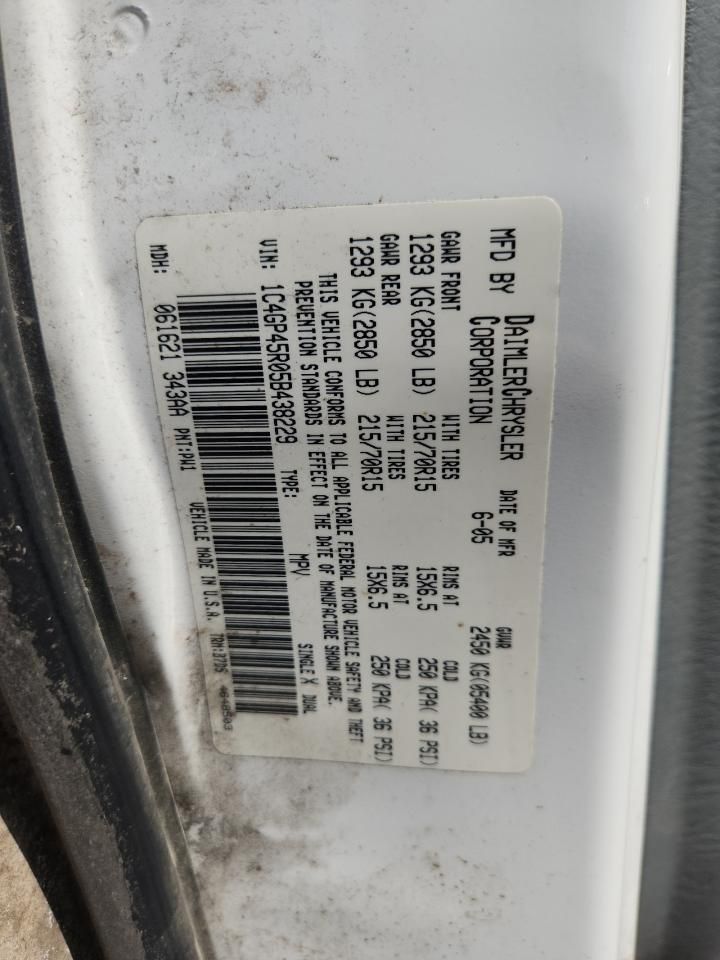 MFD BY DAIMLERCHRYSLER CORPORATION DATE OF MFR 6-05 GVWR 2450 KG(05400 LB)
GAWR FRONT WITH TIRES RIMS AT COLD
1293 KG(2850 LB) 215/70R15 15X6.5 250 KPA( 36 PSI)
GAWR REAR WITH TIRES RIMS AT COLD
1293 KG(2850 LB) 215/70R15 15X6.5 250 KPA( 36 PSI)
THIS VEHICLE CONFORMS TO ALL APPLICABLE FEDERAL MOTOR VEHICLE SAFETY AND THEFT
PREVENTION STANDARDS IN EFFECT ON THE DATE OF MANUFACTURE SHOWN ABOVE.
VIN: 1C4GP45R05B438229 TYPE: MPV SINGLE X DUAL
MDH: 061621 343AA PNT:PW1 VEHICLE MADE IN U.S.A.